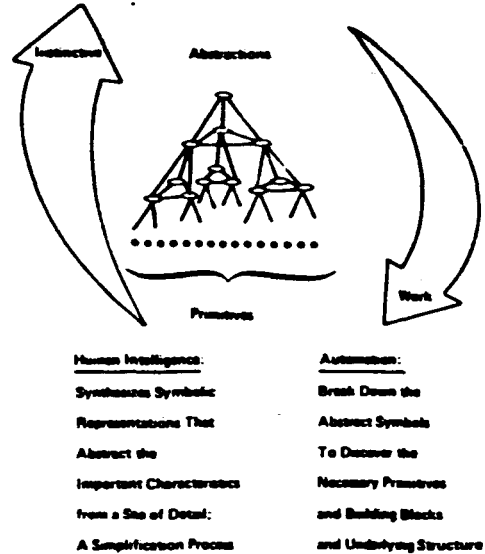 Instinctive
Abstractions
Primitives
Work
Human Intelligence:
Synthesizes Symbolic
Representations That
Abstract the
Important Characteristics
from a Sea of Detail;
A Simplification Process
Automation:
Break Down the
Abstract Symbols
To Discover the
Necessary Primitives
and Building Blocks
and Underlying Structure